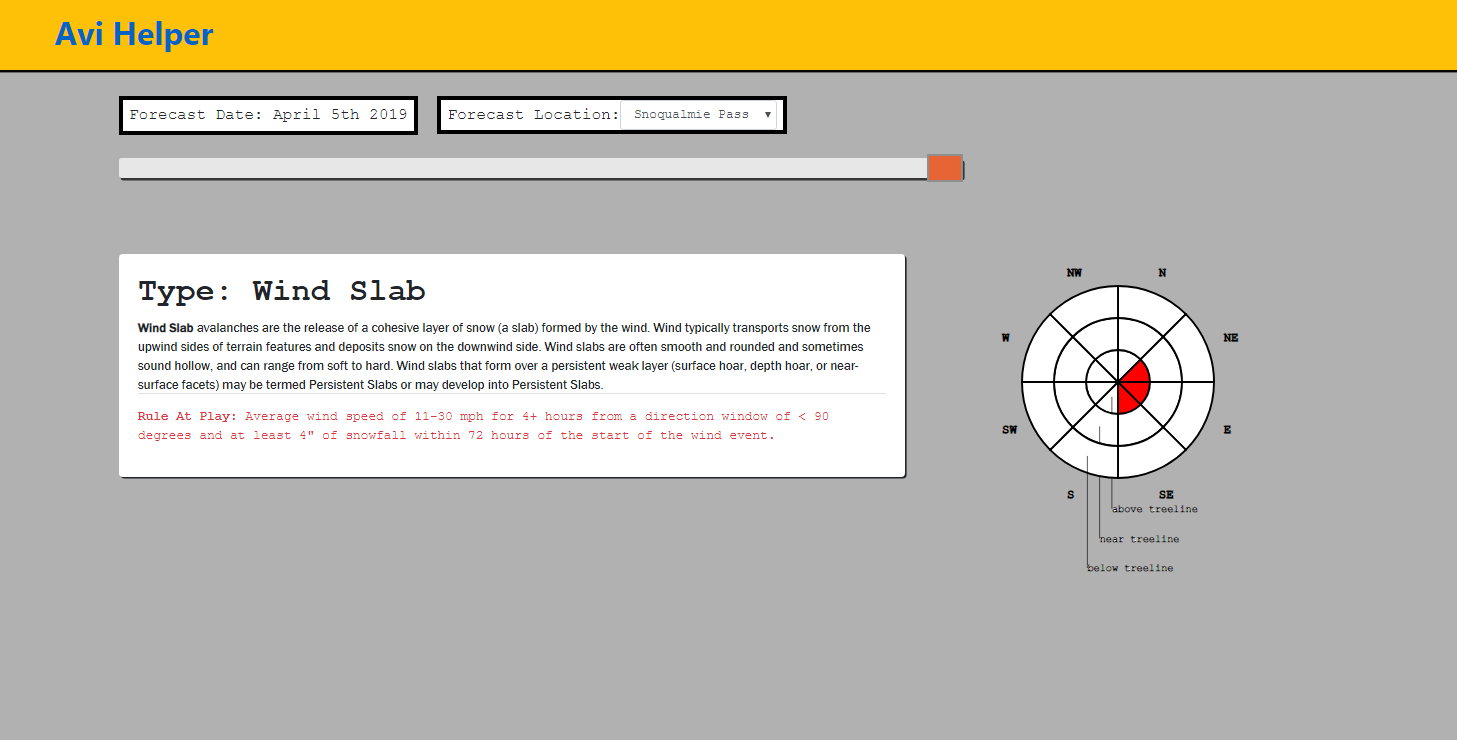 Avi Helper
Forecast Date: April 5th 2019
Forecast Location: Snoqualmie Pass
Type: Wind Slab
Wind Slab avalanches are the release of a cohesive layer of snow (a slab) formed by the wind. Wind typically transports snow from the
upwind sides of terrain features and deposits snow on the downwind side. Wind slabs are often smooth and rounded and sometimes
sound hollow, and can range from soft to hard. Wind slabs that form over a persistent weak layer (surface hoar, depth hoar, or near-
surface facets) may be termed Persistent Slabs or may develop into Persistent Slabs.
Rule At Play: Average wind speed of 11-30 mph for 4+ hours from a direction window of < 90
degrees and at least 4" of snowfall within 72 hours of the start of the wind event.
NW
N
W
NE
SW
E
S
SE
above treeline
near treeline
below treeline